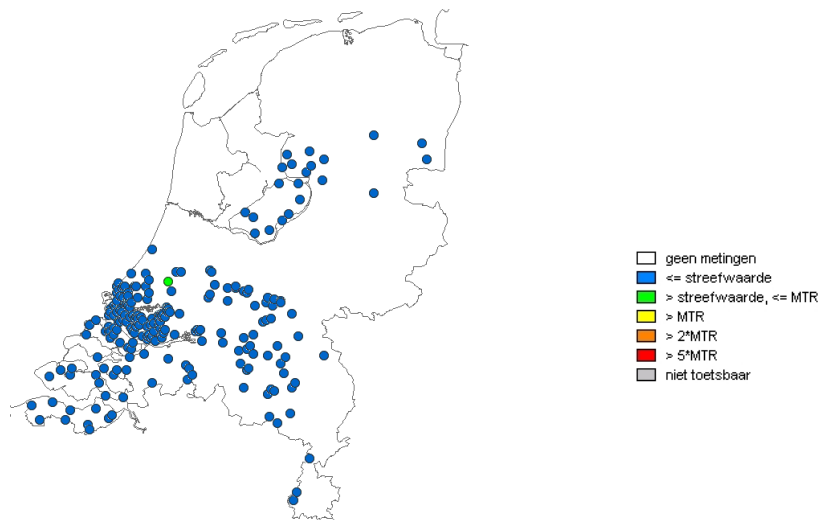 geen metingen
<= streefwaarde
> streefwaarde, <= MTR
> MTR
> 2*MTR
> 5*MTR
niet toetsbaar